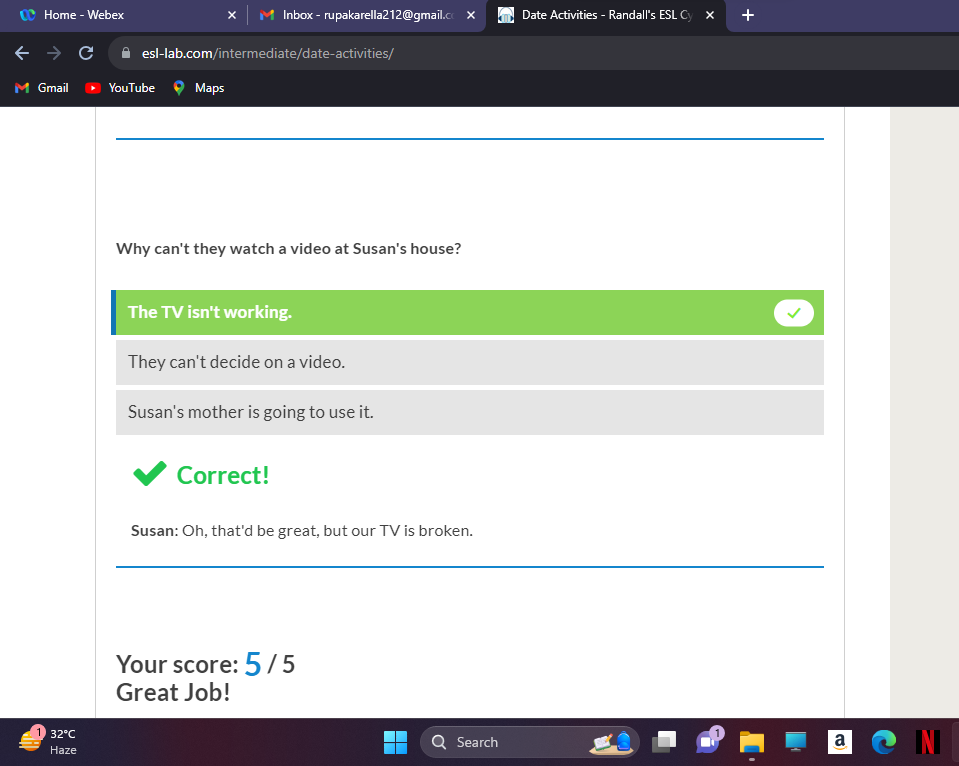 Home - Webex
Inbox - rupakarella212@gmail.c
Date Activities - Randall's ESL Cy
esl-lab.com/intermediate/date-activities/
Gmail
YouTube
Maps
Why can't they watch a video at Susan's house?
The TV isn't working.
They can't decide on a video.
Susan's mother is going to use it.
Correct!
Susan: Oh, that'd be great, but our TV is broken.
Your score: 5 / 5
Great Job!
1
32°C
Haze
Search
1
a
N